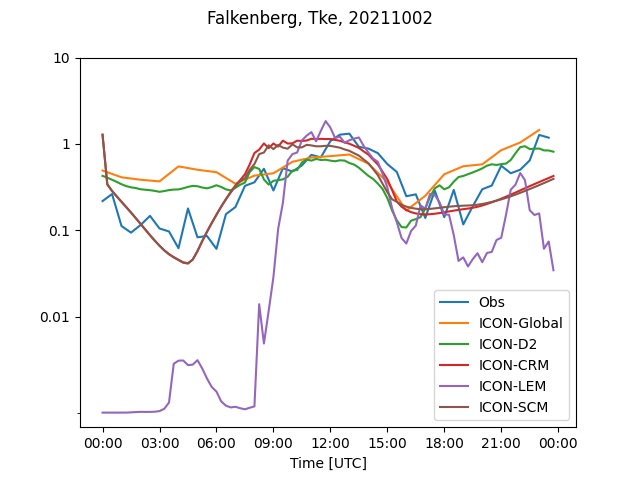 Falkenberg, Tke, 20211002
10
1
0.1
0.01
Obs
ICON-Global
ICON-D2
ICON-CRM
ICON-LEM
ICON-SCM
00:00 03:00 06:00 09:00 12:00 15:00 18:00 21:00 00:00
Time [UTC]